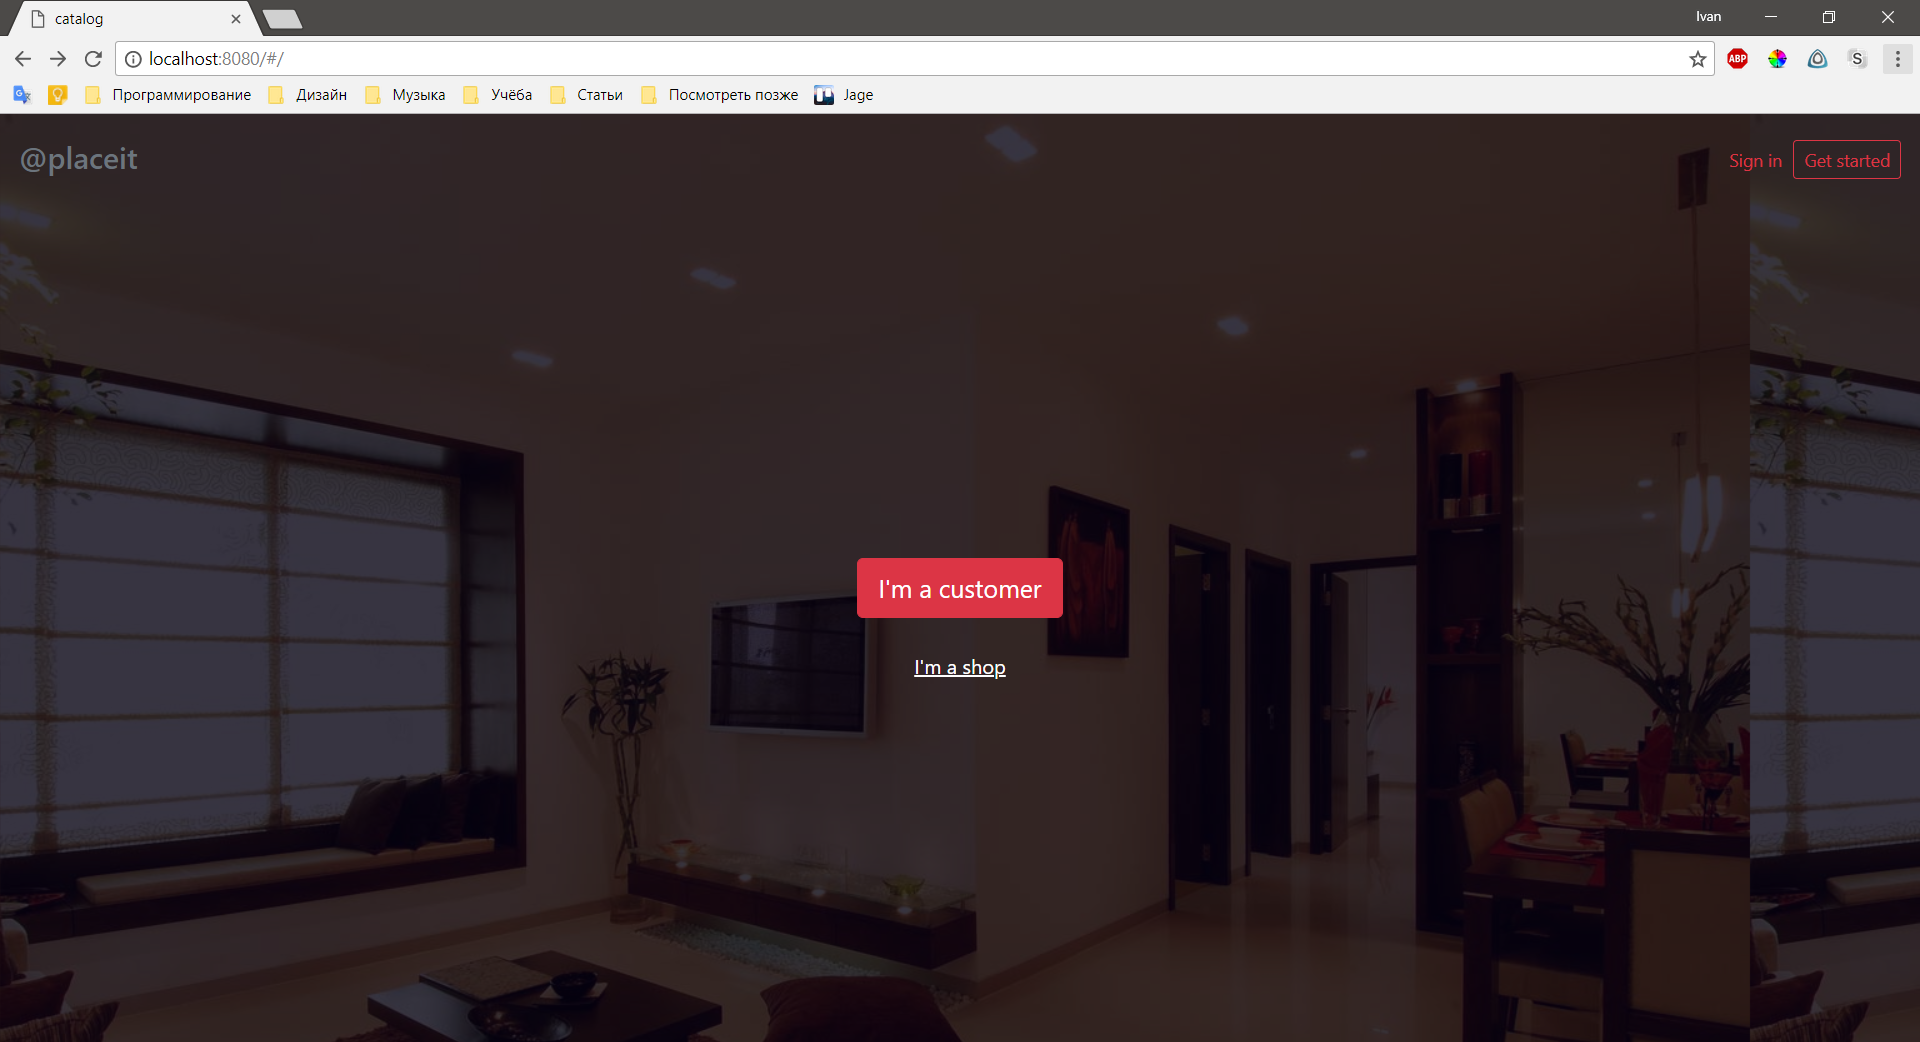 catalog
Ivan
localhost:8080/#/
ABP
S
Программирование
Дизайн
Музыка
Учёба
Статьи
Посмотреть позже
Jage
@placeit
Sign in
Get started
I'm a customer
I'm a shop